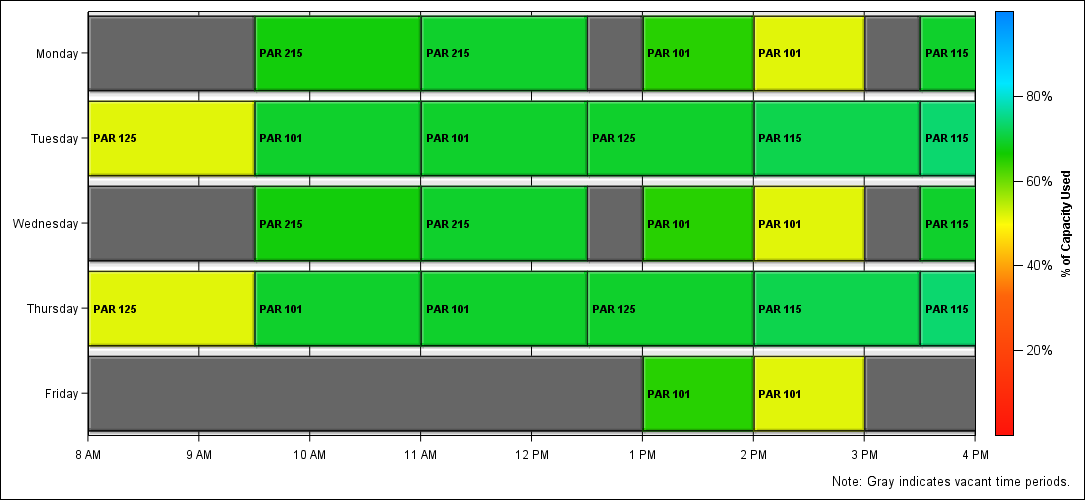 Monday PAR 215 PAR 215 PAR 101 PAR 101 PAR 115
Tuesday PAR 125 PAR 101 PAR 101 PAR 125 PAR 115 PAR 115
Wednesday PAR 215 PAR 215 PAR 101 PAR 101 PAR 115
Thursday PAR 125 PAR 101 PAR 101 PAR 125 PAR 115 PAR 115
Friday PAR 101 PAR 101
8 AM 9 AM 10 AM 11 AM 12 PM 1 PM 2 PM 3 PM 4 PM
80%
60%
40%
20%
% of Capacity Used
Note: Gray indicates vacant time periods.